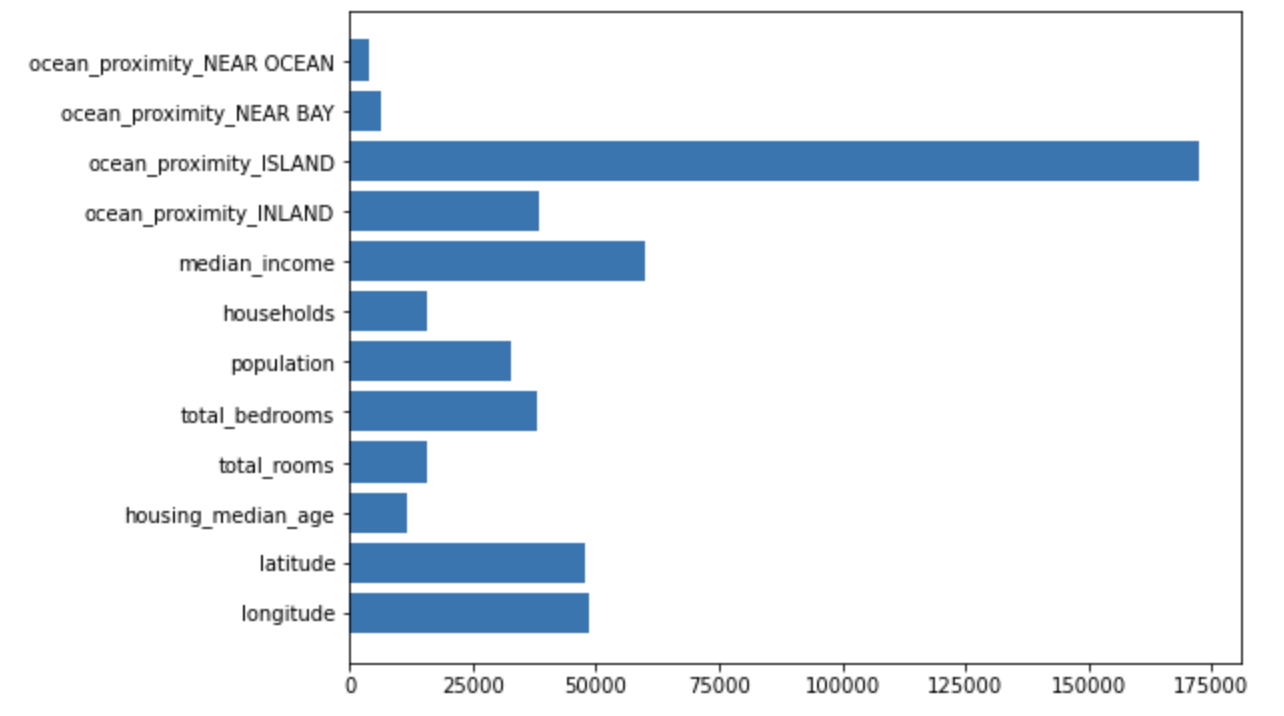 ocean_proximity_NEAR OCEAN
ocean_proximity_NEAR BAY
ocean_proximity_ISLAND
ocean_proximity_INLAND
median_income
households
population
total_bedrooms
total_rooms
housing_median_age
latitude
longitude
0 25000 50000 75000 100000 125000 150000 175000